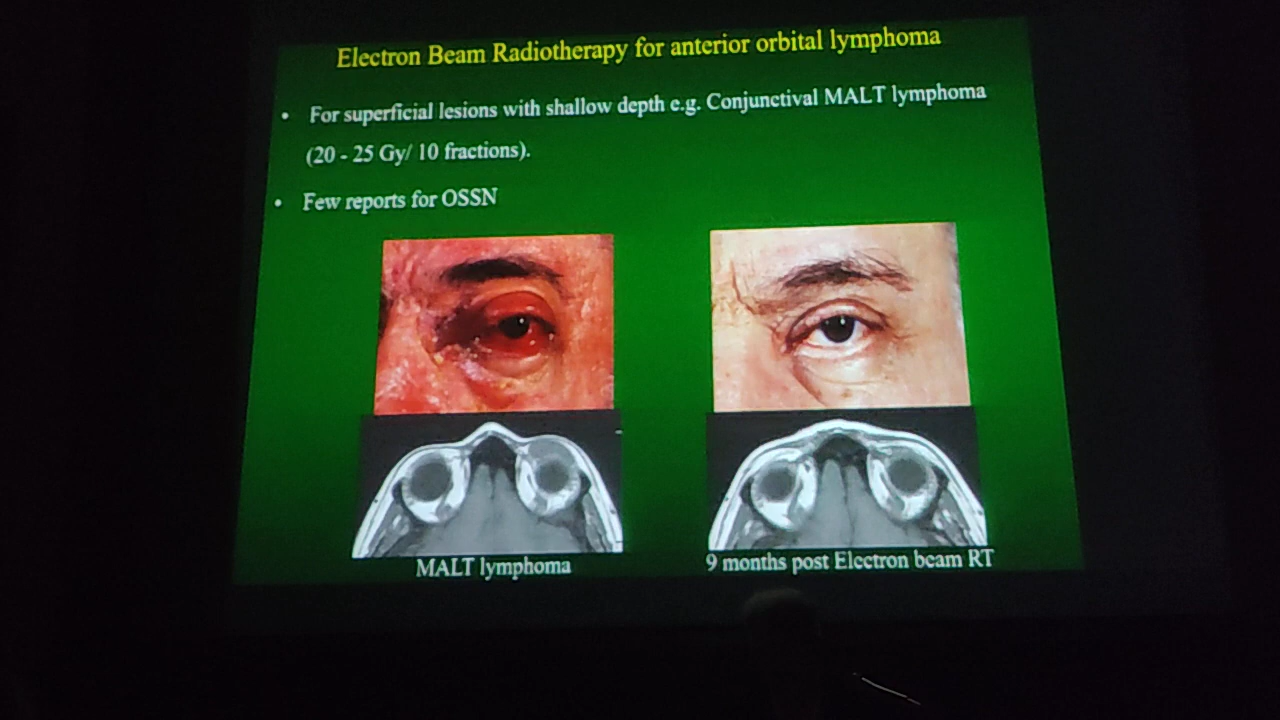 Electron Beam Radiotherapy for anterior orbital lymphoma
• For superficial lesions with shallow depth e.g. Conjunctival MALT lymphoma
(20 - 25 Gy/ 10 fractions).
• Few reports for OSSN
MALT lymphoma
9 months post Electron beam RT